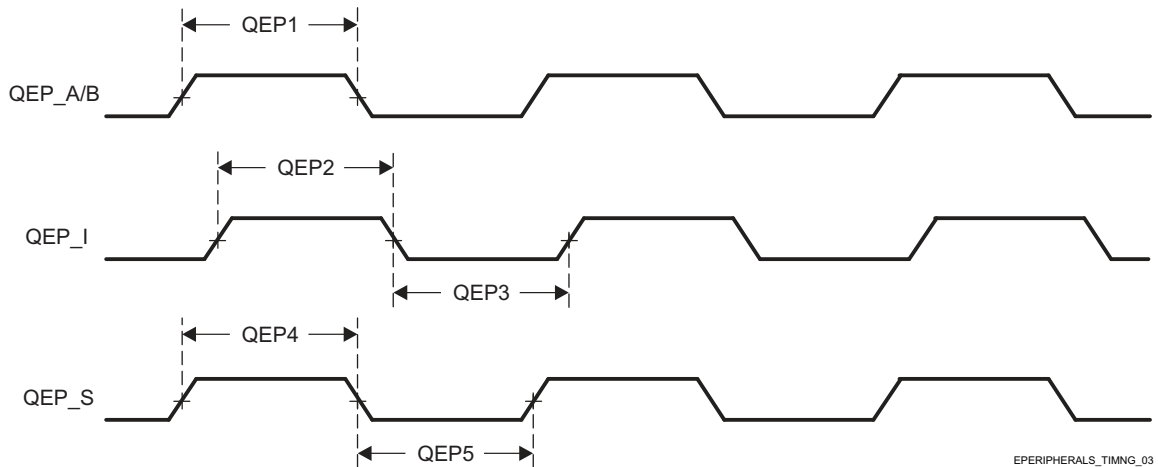 QEP1
QEP_A/B
QEP2
QEP_I
QEP3
QEP4
QEP_S
QEP5
EPERIPHERALS_TIMNG_03